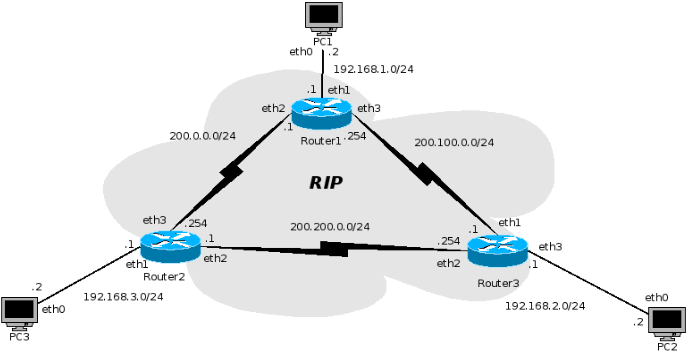 PC1
eth0 .2
192.168.1.0/24
.1 eth1
eth2 eth3
.1 .254
200.0.0.0/24
Router1
200.100.0.0/24
RIP
eth3 .254
200.200.0.0/24
.1 eth1
.1 .1
.254 eth3
eth1 eth2
eth2 .1
Router2
Router3
.2
192.168.3.0/24
eth0
PC3
192.168.2.0/24
eth0
.2
PC2